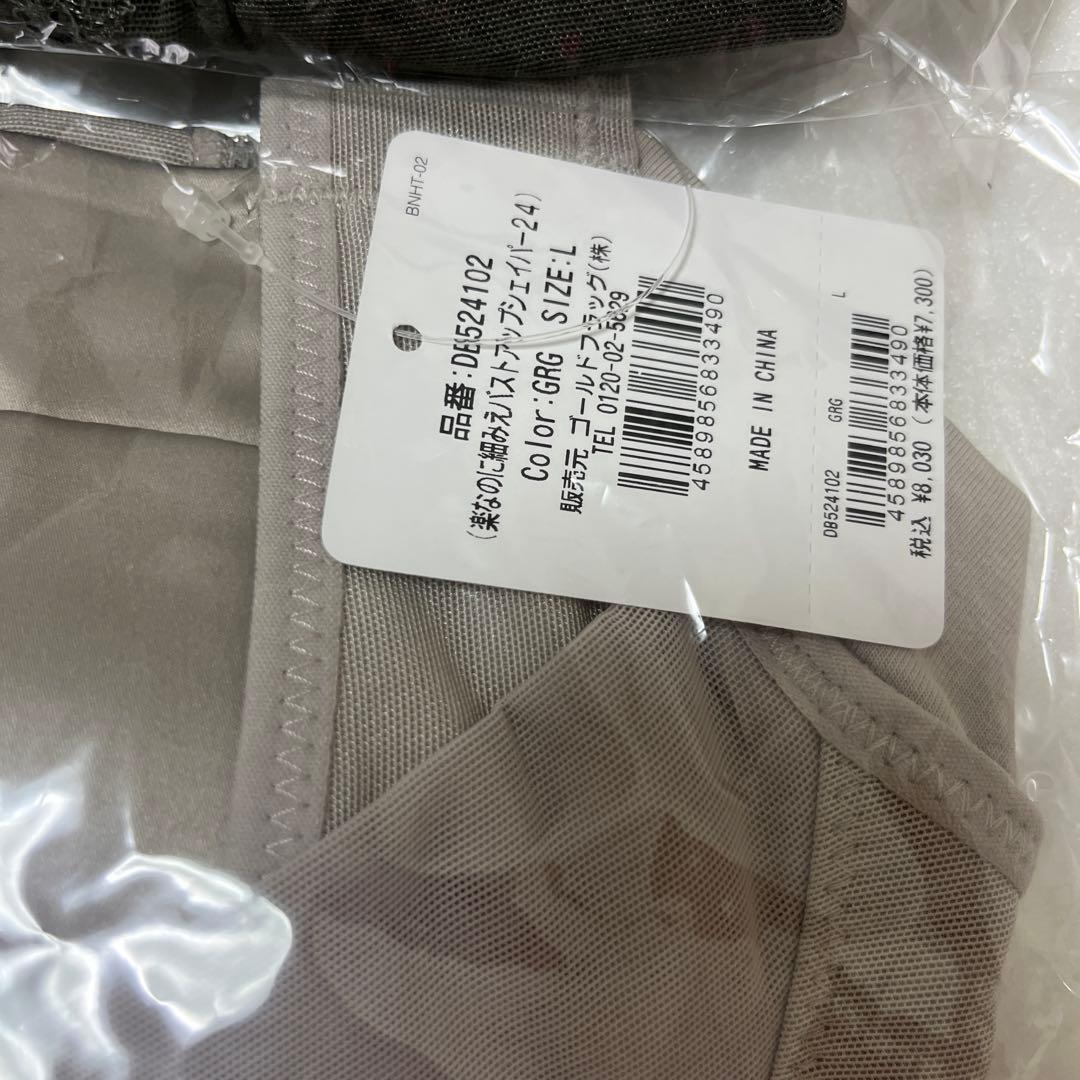 BNHT-02
品番:DB524102
(楽なのに細みえバストアップシェイパー24)
Color:GRG SIZE:L
販売元 ゴールドフラッグ(株)
TEL 0120-02-5629
4589856833490
MADE IN CHINA
DB524102 GRG L
4589856833490
税込 ¥8,030 (本体価格¥7,300)